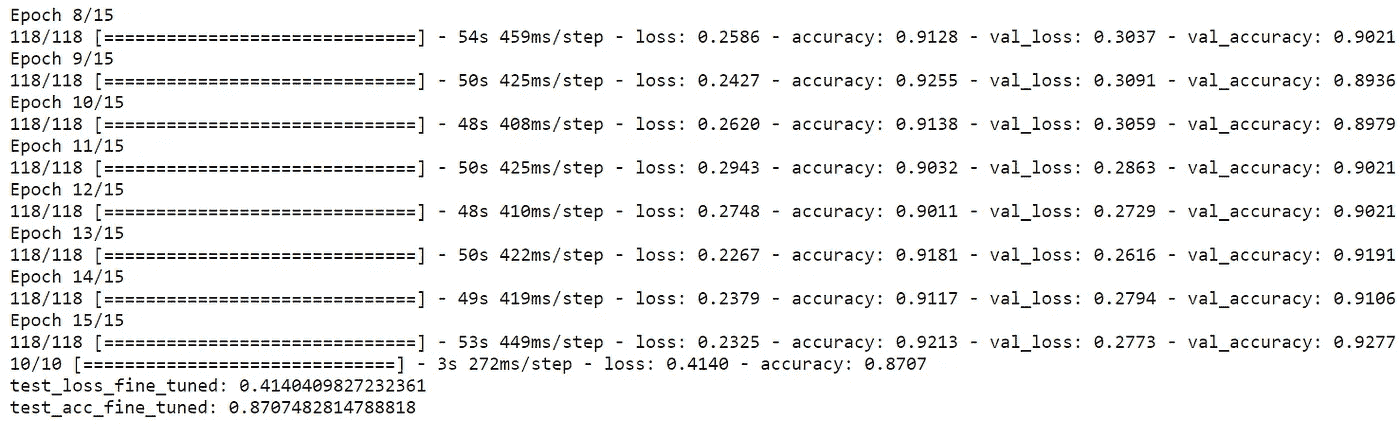 Epoch 8/15
118/118 [==============================] - 54s 459ms/step - loss: 0.2586 - accuracy: 0.9128 - val_loss: 0.3037 - val_accuracy: 0.9021
Epoch 9/15
118/118 [==============================] - 50s 425ms/step - loss: 0.2427 - accuracy: 0.9255 - val_loss: 0.3091 - val_accuracy: 0.8936
Epoch 10/15
118/118 [==============================] - 48s 408ms/step - loss: 0.2620 - accuracy: 0.9138 - val_loss: 0.3059 - val_accuracy: 0.8979
Epoch 11/15
118/118 [==============================] - 50s 425ms/step - loss: 0.2943 - accuracy: 0.9032 - val_loss: 0.2863 - val_accuracy: 0.9021
Epoch 12/15
118/118 [==============================] - 48s 410ms/step - loss: 0.2748 - accuracy: 0.9011 - val_loss: 0.2729 - val_accuracy: 0.9021
Epoch 13/15
118/118 [==============================] - 50s 422ms/step - loss: 0.2267 - accuracy: 0.9181 - val_loss: 0.2616 - val_accuracy: 0.9191
Epoch 14/15
118/118 [==============================] - 49s 419ms/step - loss: 0.2379 - accuracy: 0.9117 - val_loss: 0.2794 - val_accuracy: 0.9106
Epoch 15/15
118/118 [==============================] - 53s 449ms/step - loss: 0.2325 - accuracy: 0.9213 - val_loss: 0.2773 - val_accuracy: 0.9277
10/10 [==============================] - 3s 272ms/step - loss: 0.4140 - accuracy: 0.8707
test_loss_fine_tuned: 0.4140409827232361
test_acc_fine_tuned: 0.8707482814788818